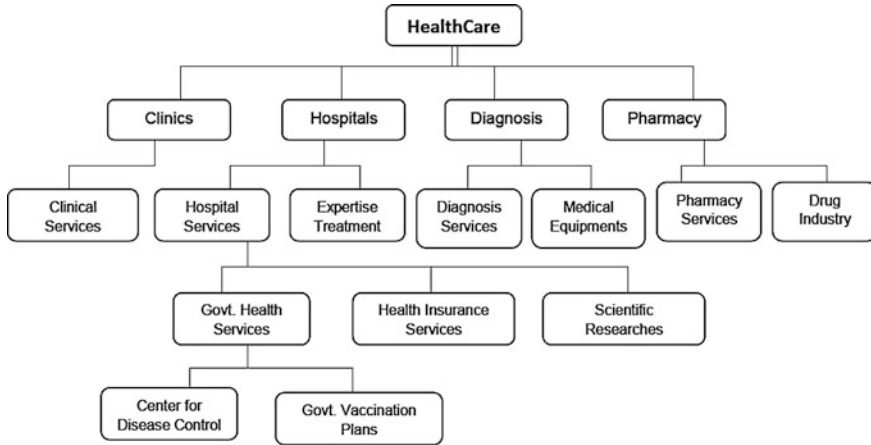 HealthCare
Clinics
Hospitals
Diagnosis
Pharmacy
Clinical
Services
Hospital
Services
Expertise
Treatment
Diagnosis
Services
Medical
Equipments
Pharmacy
Services
Drug
Industry
Govt. Health
Services
Health Insurance
Services
Scientific
Researches
Center for
Disease Control
Govt. Vaccination
Plans